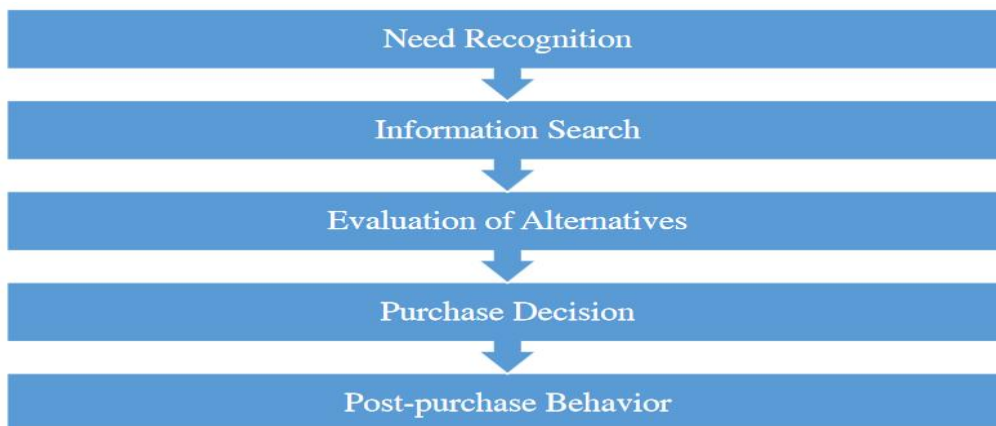 Need Recognition
Information Search
Evaluation of Alternatives
Purchase Decision
Post-purchase Behavior